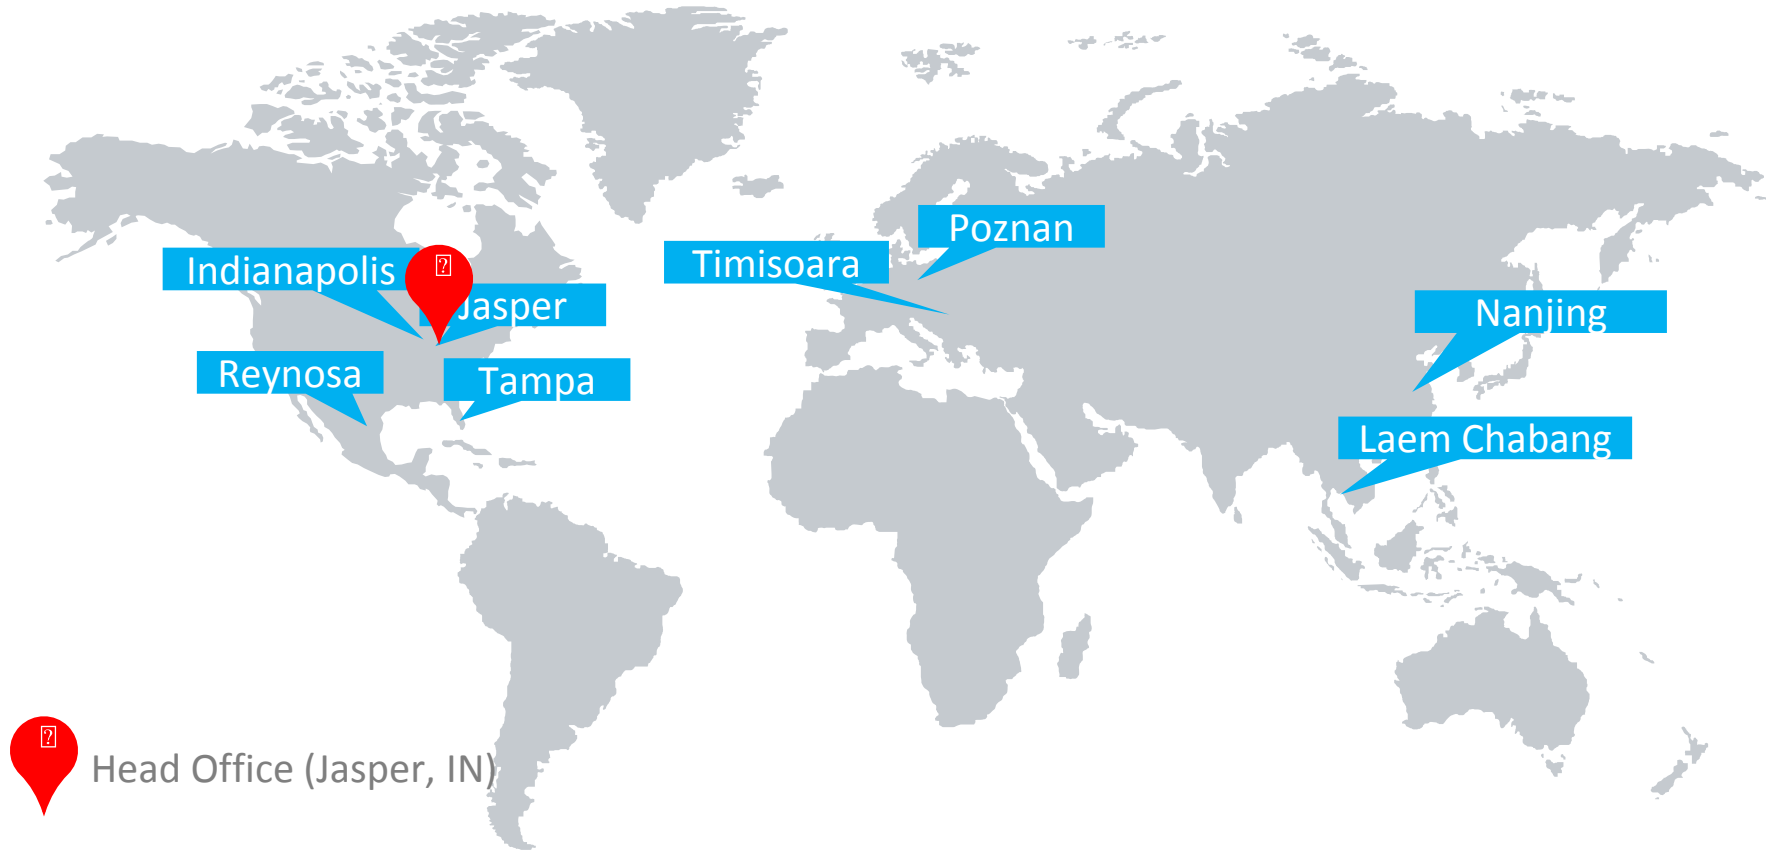 Poznan
Timisoara
Indianapolis
Jasper
Nanjing
Reynosa
Tampa
Laem Chabang
Head Office (Jasper, IN)